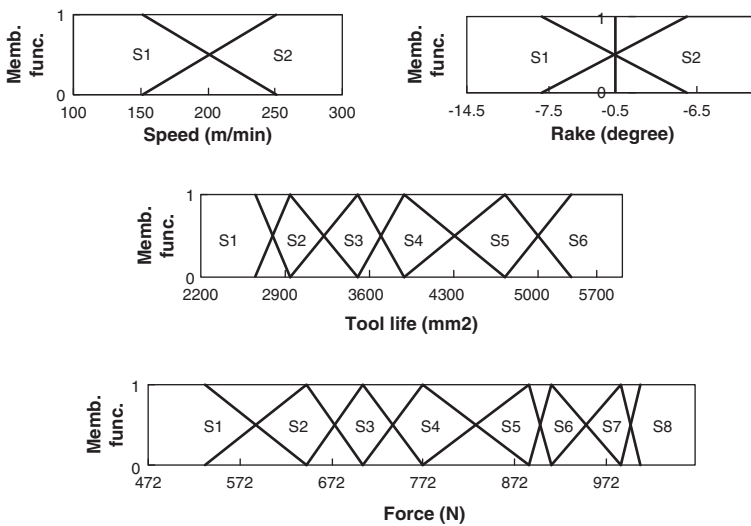 Memb.
func.
1
0
S1
S2
100
150
200
250
300
Speed (m/min)
Memb.
func.
1
0
S1
S2
-14.5
-7.5
-0.5
-6.5
Rake (degree)
Memb.
func.
1
0
S1
S2
S3
S4
S5
S6
2200
2900
3600
4300
5000
5700
Tool life (mm2)
Memb.
func.
1
0
S1
S2
S3
S4
S5
S6
S7
S8
472
572
672
772
872
972
Force (N)